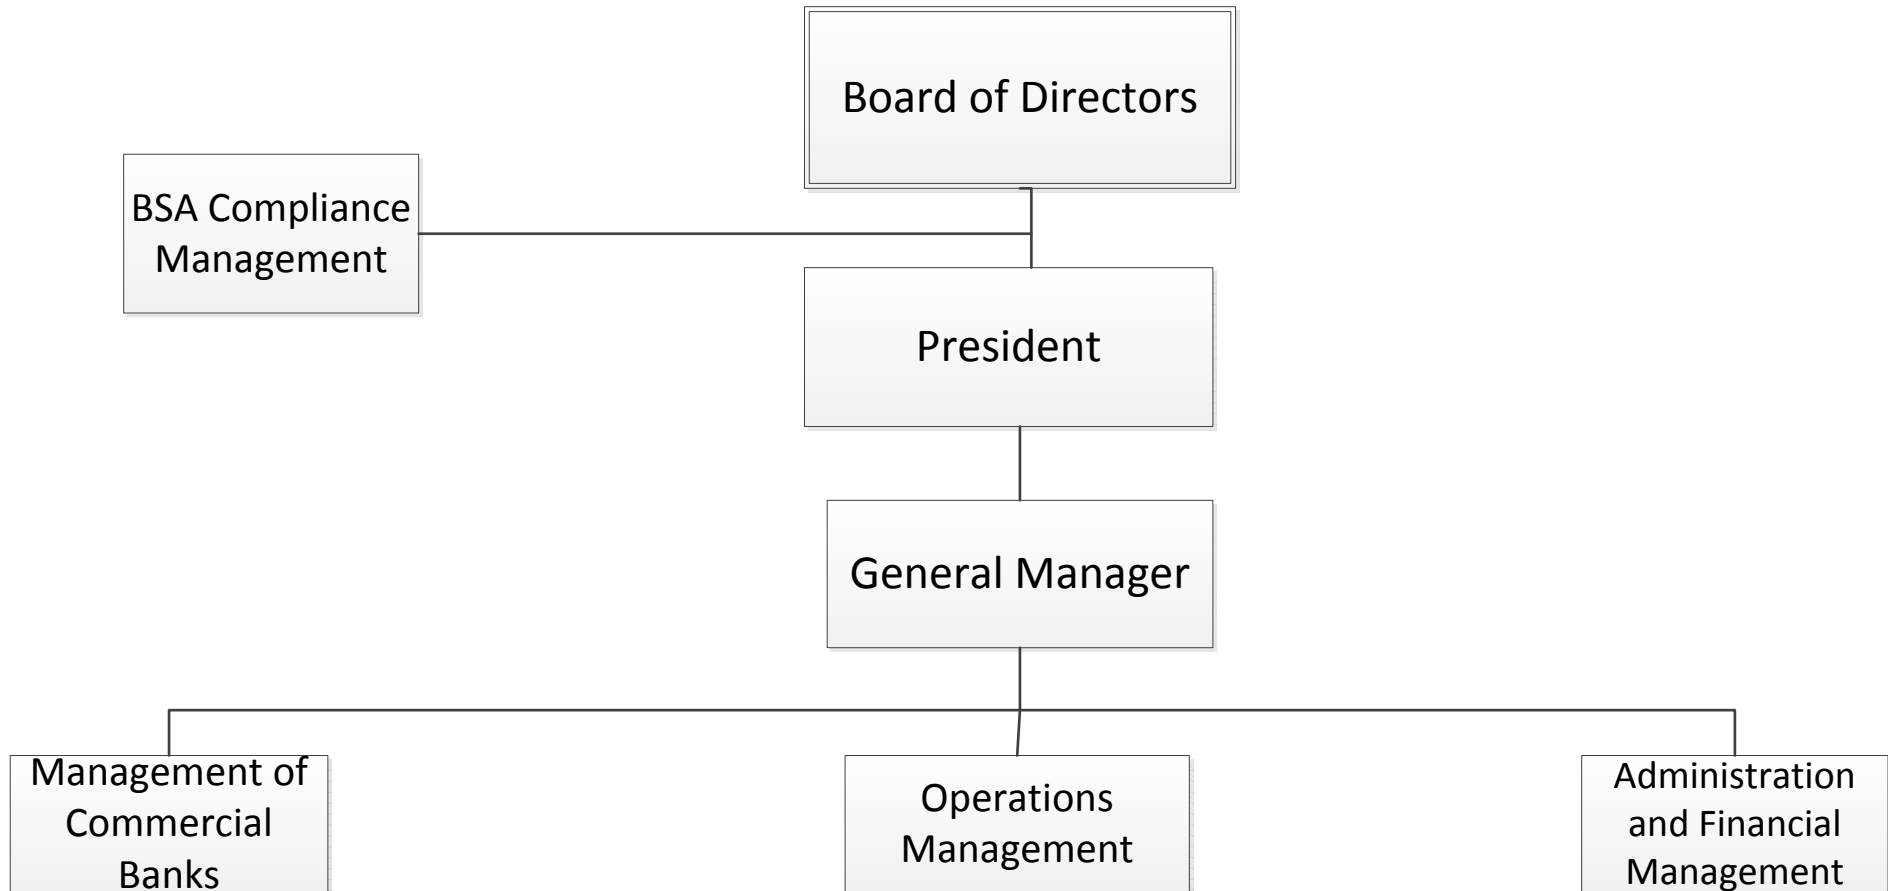 Board of Directors
BSA Compliance
Management
President
General Manager
Management of
Commercial
Banks
Operations
Management
Administration
and Financial
Management